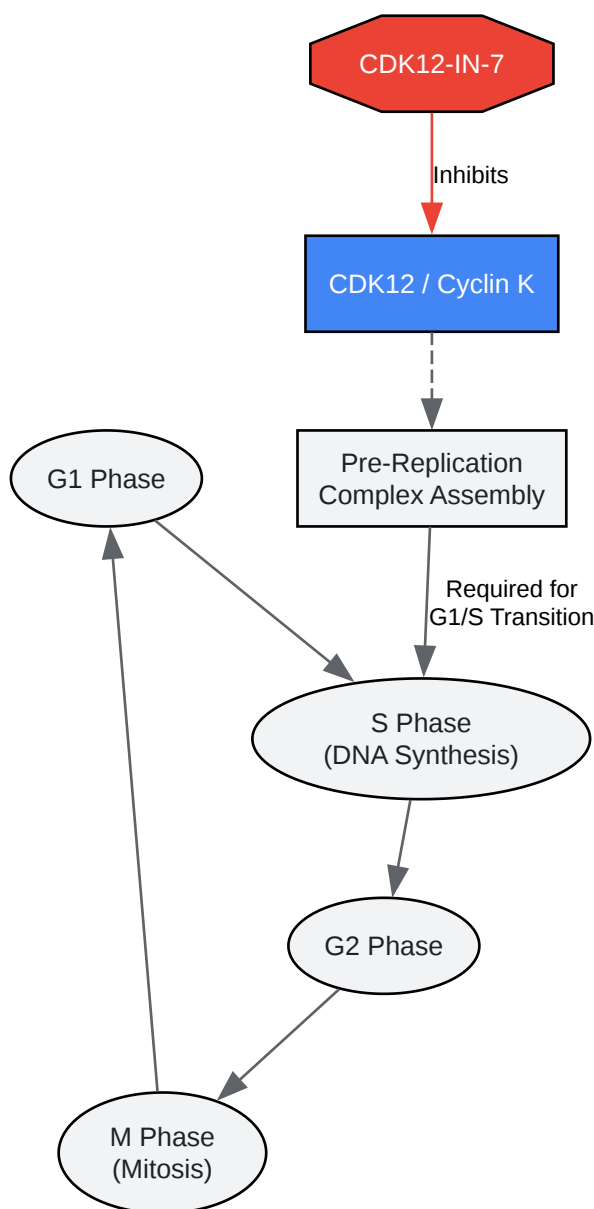 CDK12-IN-7
Inhibits
CDK12 / Cyclin K
Pre-Replication
Complex Assembly
G1 Phase
Required for
G1/S Transition
S Phase
(DNA Synthesis)
G2 Phase
M Phase
(Mitosis)